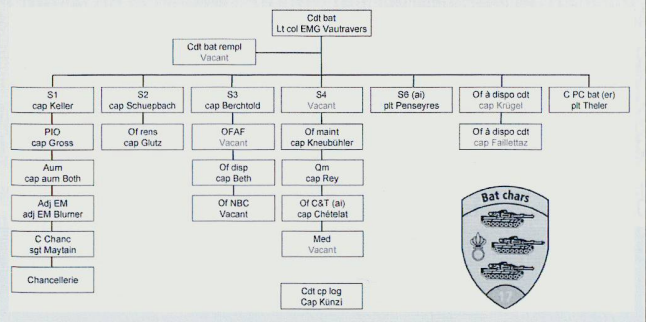 Cdt bat
Lt col EMG Vautravers
Cdt bat rempl
Vacant
S1
cap Keller
S2
cap Schuepbach
S3
cap Berchtold
S4
Vacant
S6 (ai)
plt Penseyres
Of à dispo cdt
cap Krügel
C PC bat (er)
plt Theler
PIO
cap Gross
Of rens
cap Glutz
OFAF
Vacant
Of maint
cap Kneubühler
Of à dispo cdt
cap Faillettaz
Aum
cap aum Both
Of disp
cap Beth
Qm
cap Rey
Adj EM
adj EM Blumer
Of NBC
Vacant
Of C&T (ai)
cap Chételat
C Chanc
sgt Maytain
Med
Vacant
Chancellerie
Cdt cp log
Cap Künzi
Bat chars
17